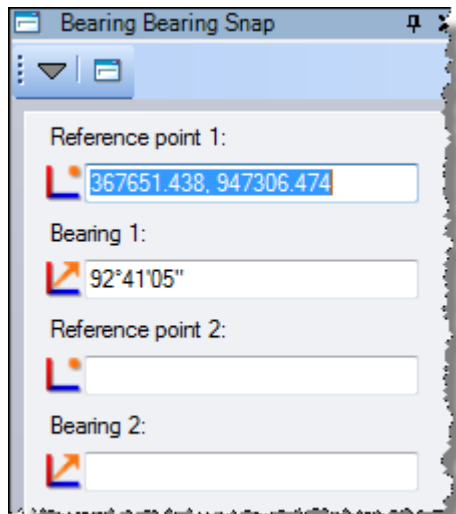 Bearing Bearing Snap
Reference point 1:
367651.438, 947306.474
Bearing 1:
92°41'05"
Reference point 2:
Bearing 2: